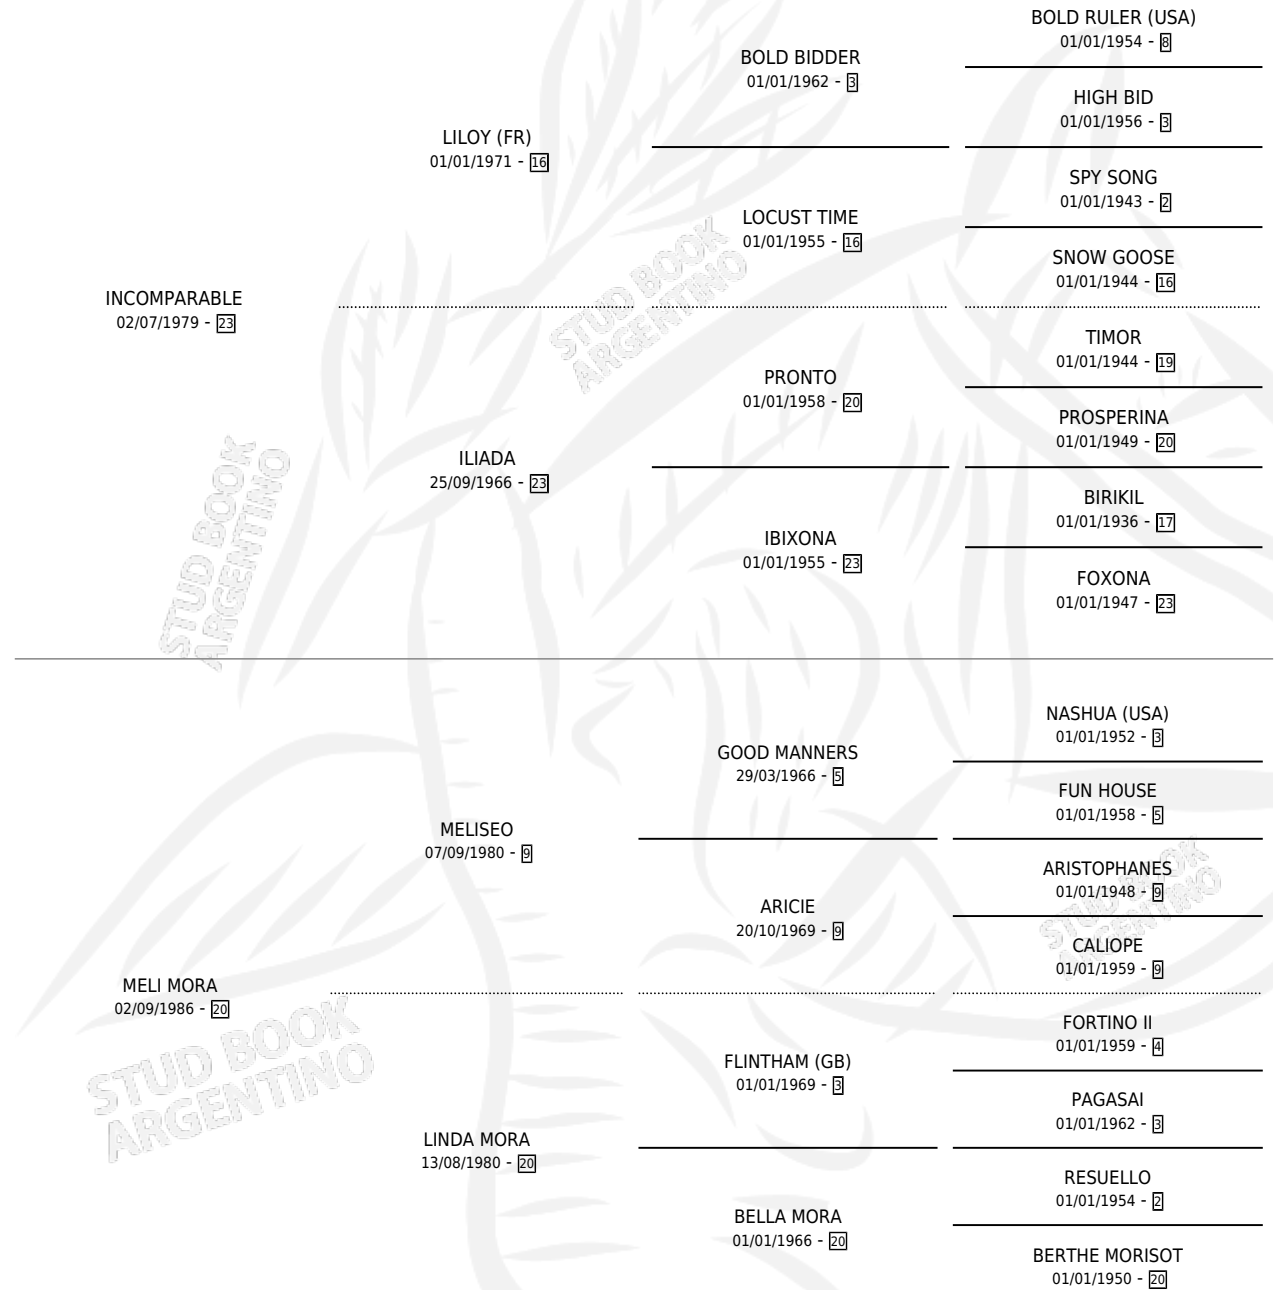 BOLD RULER (USA)
01/01/1954 - 8
BOLD BIDDER
01/01/1962 - 3
HIGH BID
01/01/1956 - 3
LILOY (FR)
01/01/1971 - 16
SPY SONG
01/01/1943 - 2
LOCUST TIME
01/01/1955 - 16
SNOW GOOSE
01/01/1944 - 16
INCOMPARABLE
02/07/1979 - 23
TIMOR
01/01/1944 - 19
PRONTO
01/01/1958 - 20
PROSPERINA
01/01/1949 - 20
ILIADA
25/09/1966 - 23
BIRIKIL
01/01/1936 - 17
IBIXONA
01/01/1955 - 23
FOXONA
01/01/1947 - 23
STUD BOOK
ARGENTINO
STUD BOOK
ARGENTINO
NASHUA (USA)
01/01/1952 - 3
GOOD MANNERS
29/03/1966 - 5
FUN HOUSE
01/01/1958 - 5
MELISEO
07/09/1980 - 9
ARISTOPHANES
01/01/1948 - 9
ARICIE
20/10/1969 - 9
CALIOPE
01/01/1959 - 9
STUD BOOK
ARGENTINO
MELI MORA
02/09/1986 - 20
FORTINO II
01/01/1959 - 4
FLINTHAM (GB)
01/01/1969 - 3
PAGASAI
01/01/1962 - 3
LINDA MORA
13/08/1980 - 20
RESUELLO
01/01/1954 - 2
BELLA MORA
01/01/1966 - 20
BERTHE MORISOT
01/01/1950 - 20
STUD BOOK
ARGENTINO